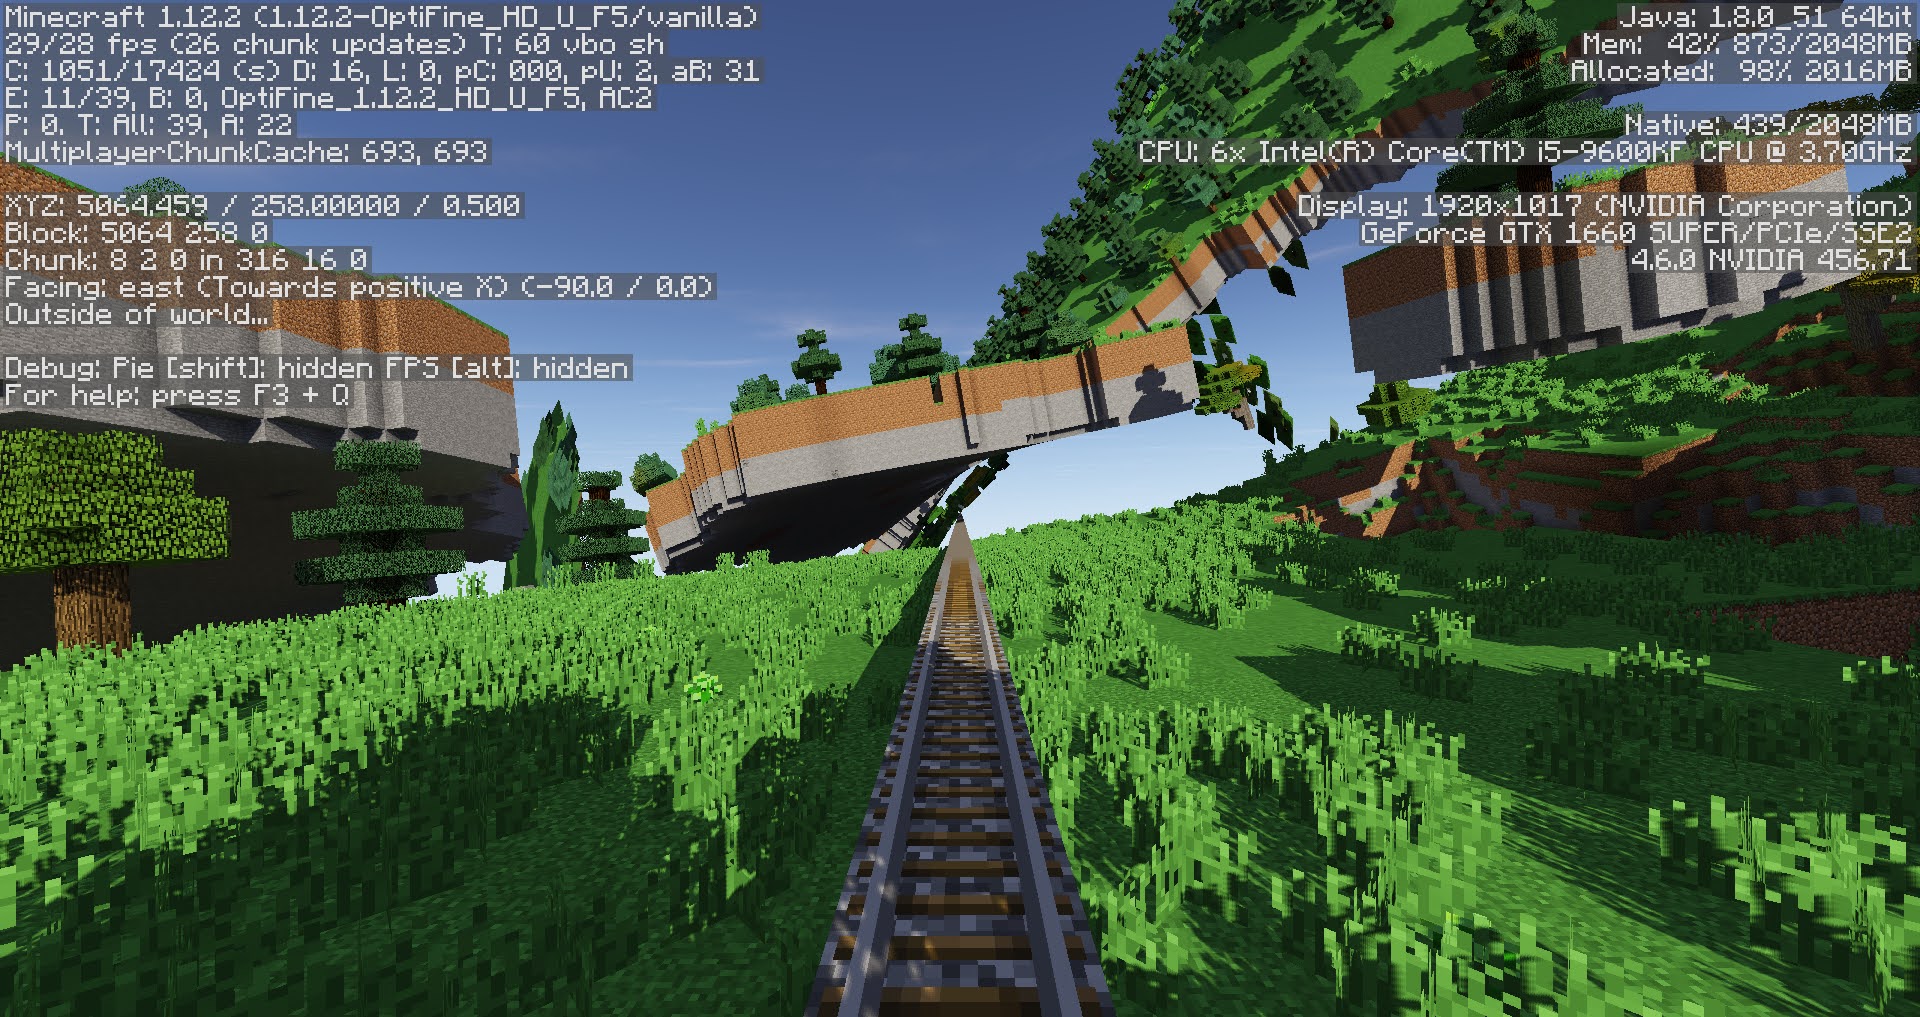 Minecraft 1.12.2 (1.12.2-OptiFine_HD_U_F5/vanilla)
29/28 fps (26 chunk updates) T: 60 vbo sh
C: 1051/17424 (s) D: 16, L: 0, pC: 000, pU: 2, aB: 31
E: 11/39, B: 0, OptiFine_1.12.2_HD_U_F5, AC2
P: 0. T: All: 39, A: 22
MultiplayerChunkCache: 693, 693
XYZ: 5064.459 / 258.00000 / 0.500
Block: 5064 258 0
Chunk: 8 2 0 in 316 16 0
Facing: east (Towards positive X) (-90.0 / 0.0)
Outside of world...
Debug: Pie [shift]: hidden FPS [alt]: hidden
For help: press F3 + Q
Java: 1.8.0_51 64bit
Mem: 42% 873/2048MB
Allocated: 98% 2016MB
Native: 439/2048MB
CPU: 6x Intel(R) Core(TM) i5-9600KF CPU @ 3.70GHz
Display: 1920x1017 (NVIDIA Corporation)
GeForce GTX 1660 SUPER/PCIe/SSE2
4.6.0 NVIDIA 456.71